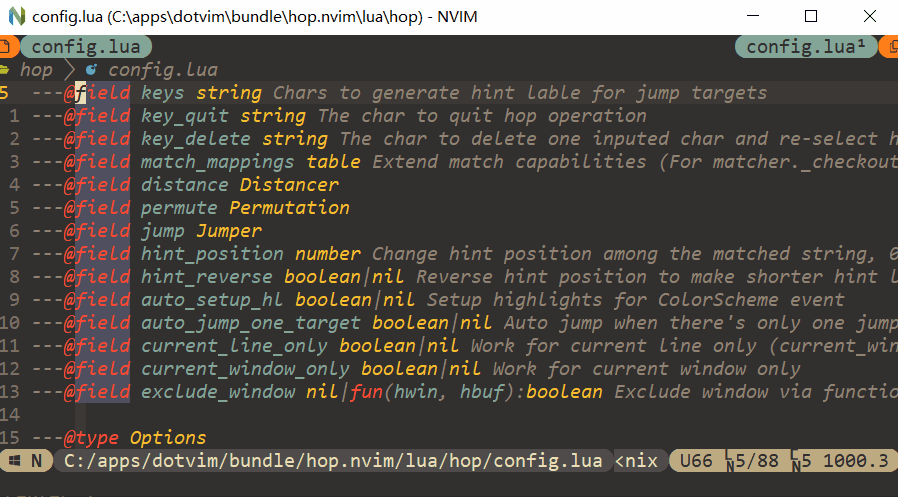 config.lua (C:\apps\dotvim\bundle\hop.nvim\lua\hop) - NVIM
config.lua config.lua¹
hop config.lua
5 ---@field keys string Chars to generate hint lable for jump targets
1 ---@field key_quit string The char to quit hop operation
2 ---@field key_delete string The char to delete one inputed char and re-select h
3 ---@field match_mappings table Extend match capabilities (For matcher._checkout
4 ---@field distance Distancer
5 ---@field permute Permutation
6 ---@field jump Jumper
7 ---@field hint_position number Change hint position among the matched string, 0
8 ---@field hint_reverse boolean|nil Reverse hint position to make shorter hint l
9 ---@field auto_setup_hl boolean|nil Setup highlights for ColorScheme event
10 ---@field auto_jump_one_target boolean|nil Auto jump when there's only one jump
11 ---@field current_line_only boolean|nil Work for current line only (current_win
12 ---@field current_window_only boolean|nil Work for current window only
13 ---@field exclude_window nil|fun(hwin, hbuf):boolean Exclude window via functio
14
15 ---@type Options
N C:/apps/dotvim/bundle/hop.nvim/lua/hop/config.lua <nix U66 5/88 5 1000.3